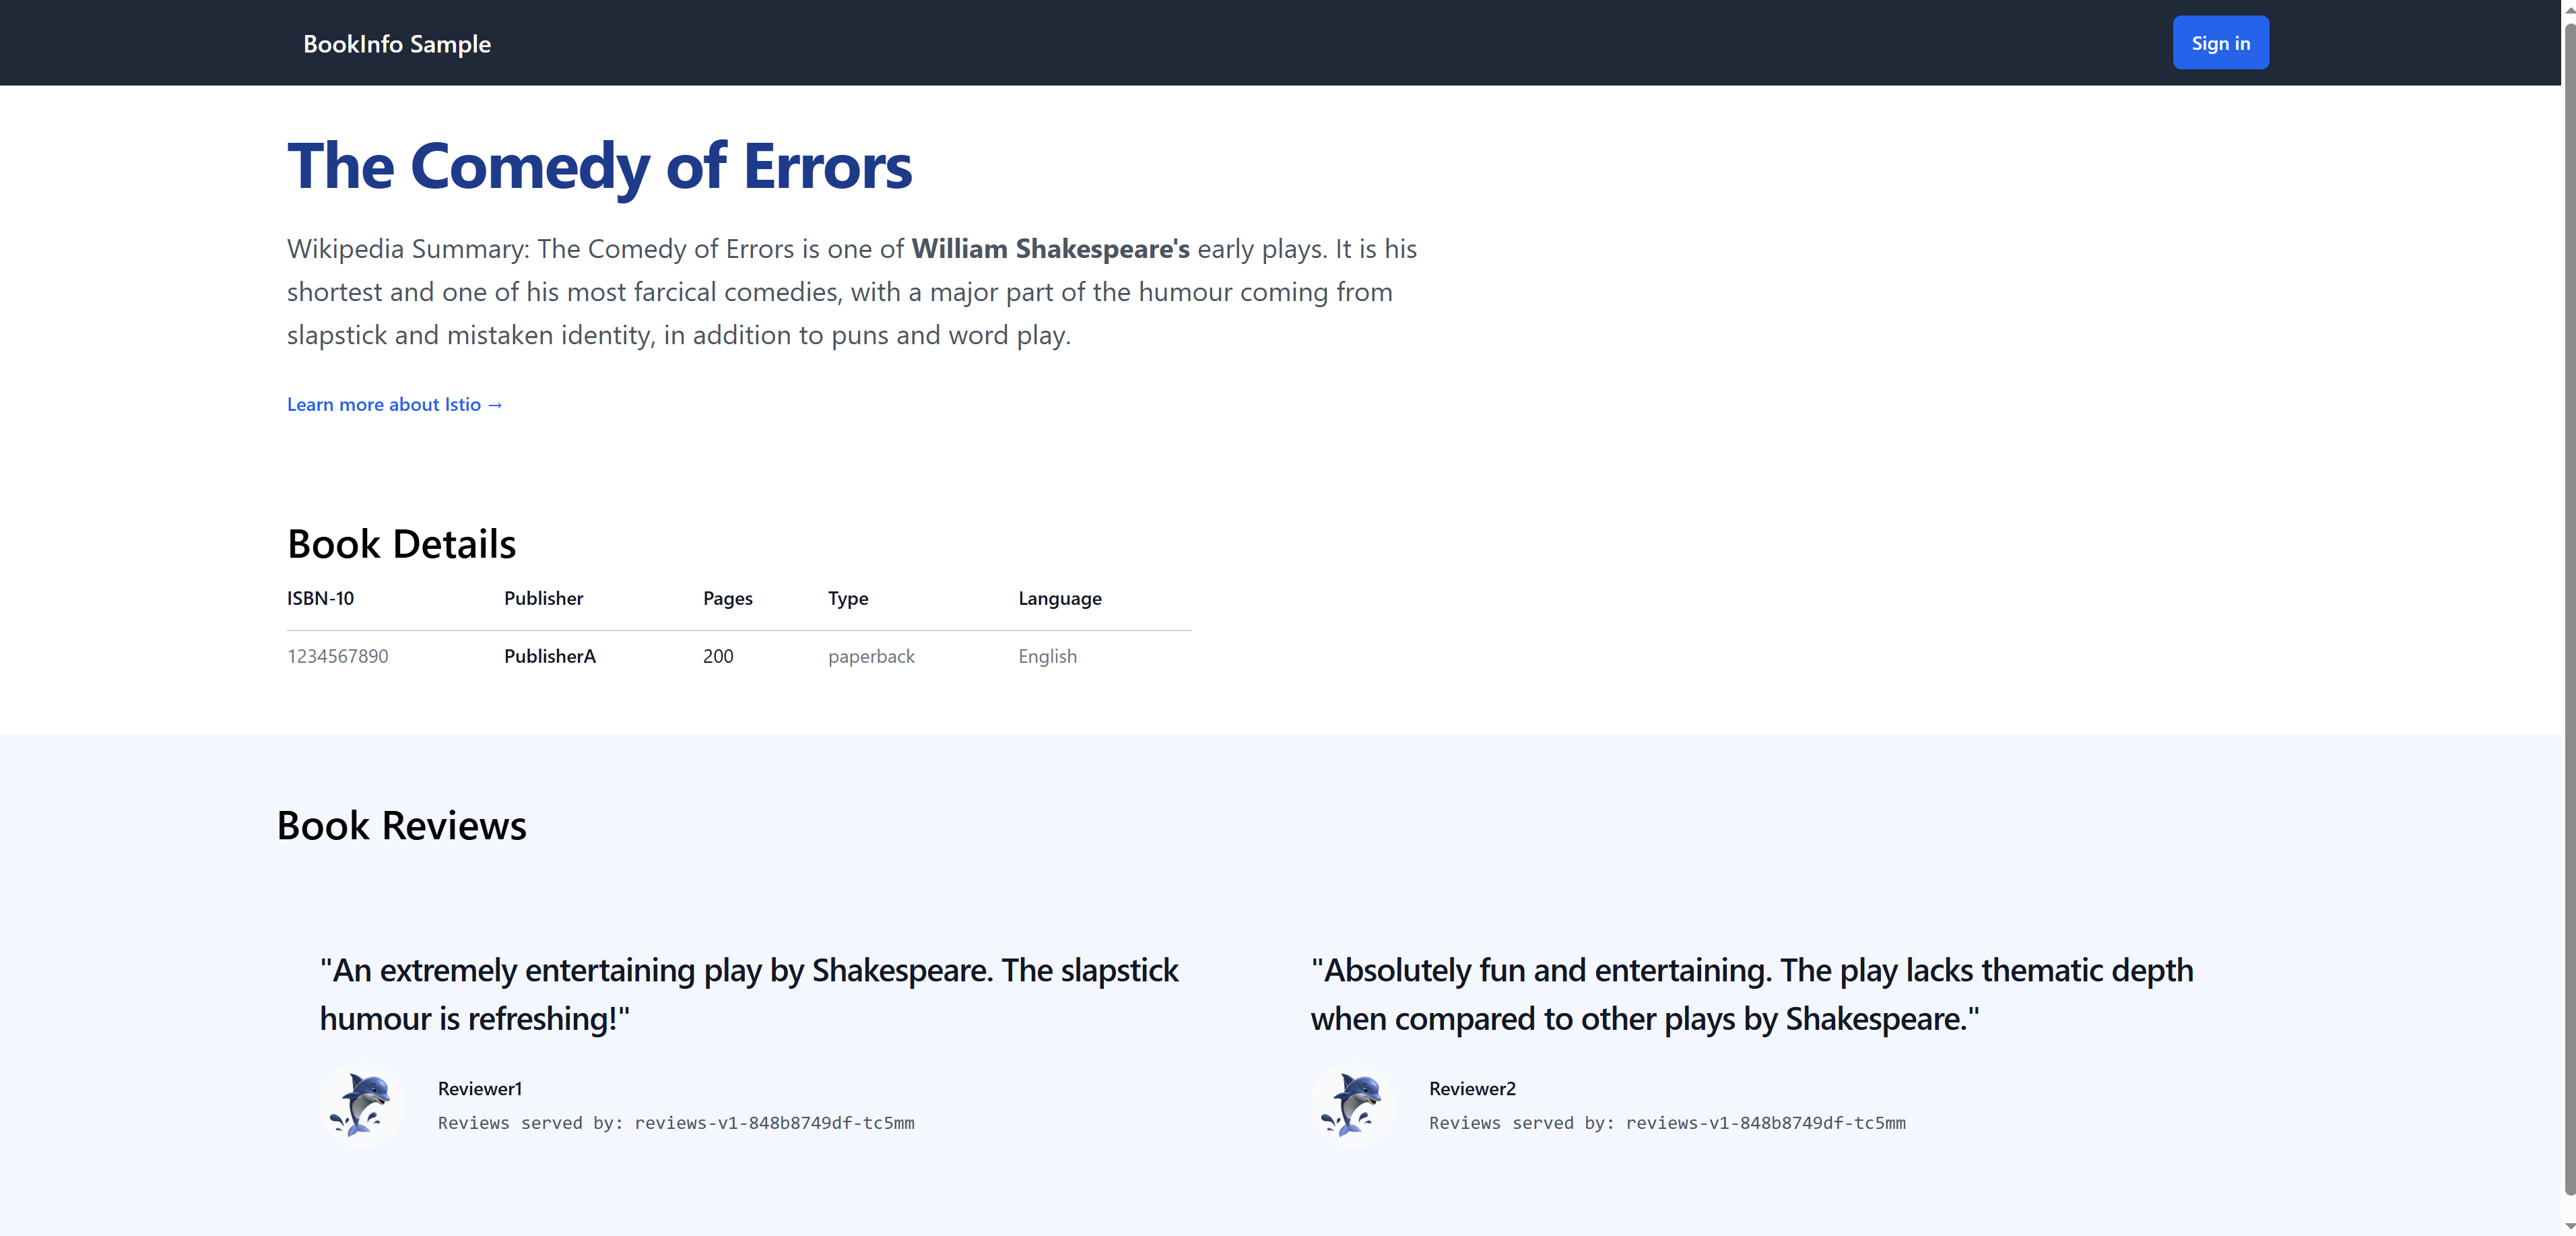 BookInfo Sample
Sign in
The Comedy of Errors
Wikipedia Summary: The Comedy of Errors is one of William Shakespeare's early plays. It is his
shortest and one of his most farcical comedies, with a major part of the humour coming from
slapstick and mistaken identity, in addition to puns and word play.
Learn more about Istio →
Book Details
ISBN-10 Publisher Pages Type Language
1234567890 PublisherA 200 paperback English
Book Reviews
"An extremely entertaining play by Shakespeare. The slapstick
humour is refreshing!"
Reviewer1
Reviews served by: reviews-v1-848b8749df-tc5mm
"Absolutely fun and entertaining. The play lacks thematic depth
when compared to other plays by Shakespeare."
Reviewer2
Reviews served by: reviews-v1-848b8749df-tc5mm